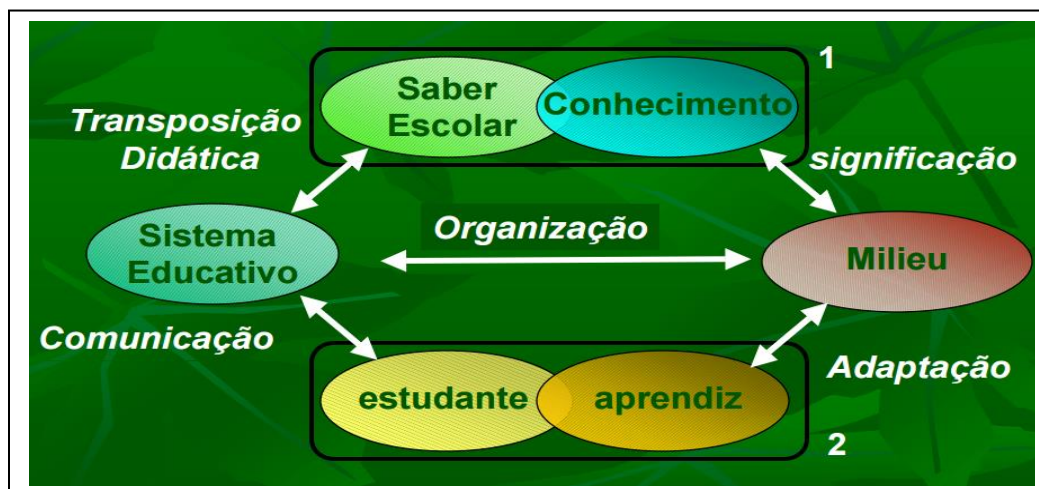 1
Saber
Escolar
Conhecimento
Transposição
Didática
significação
Organização
Sistema
Educativo
Milieu
Comunicação
Adaptação
estudante
aprendiz
2